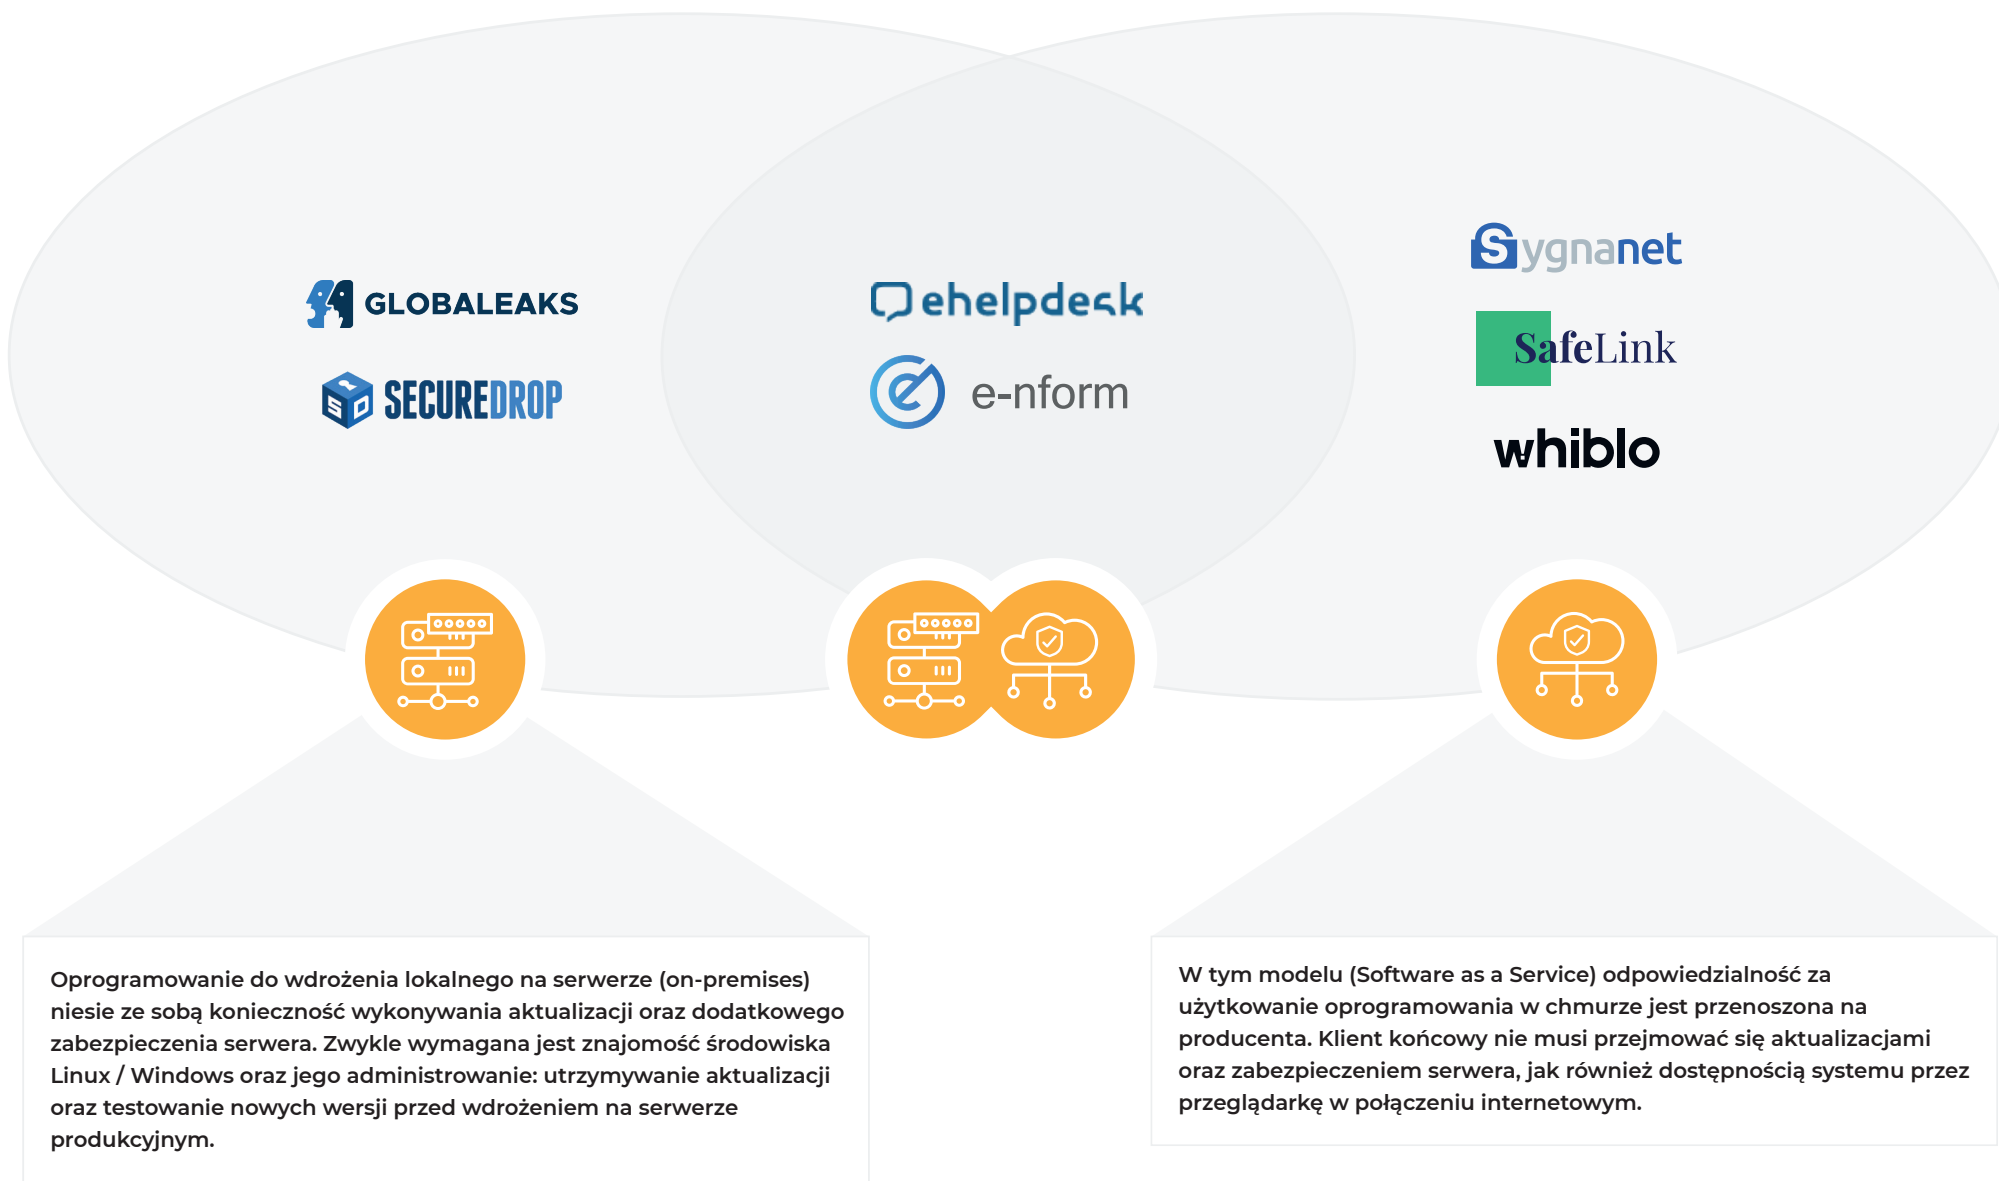 GLOBALEAKS
SECUREDROP
ehelpdesk
e-nform
Sygnanet
SafeLink
whiblo
Oprogramowanie do wdrożenia lokalnego na serwerze (on-premises)
niesie ze sobą konieczność wykonywania aktualizacji oraz dodatkowego
zabezpieczenia serwera. Zwykle wymagana jest znajomość środowiska
Linux / Windows oraz jego administrowanie: utrzymywanie aktualizacji
oraz testowanie nowych wersji przed wdrożeniem na serwerze
produkcyjnym.
W tym modelu (Software as a Service) odpowiedzialność za
użytkowanie oprogramowania w chmurze jest przenoszona na
producenta. Klient końcowy nie musi przejmować się aktualizacjami
oraz zabezpieczeniem serwera, jak również dostępnością systemu przez
przeglądarkę w połączeniu internetowym.